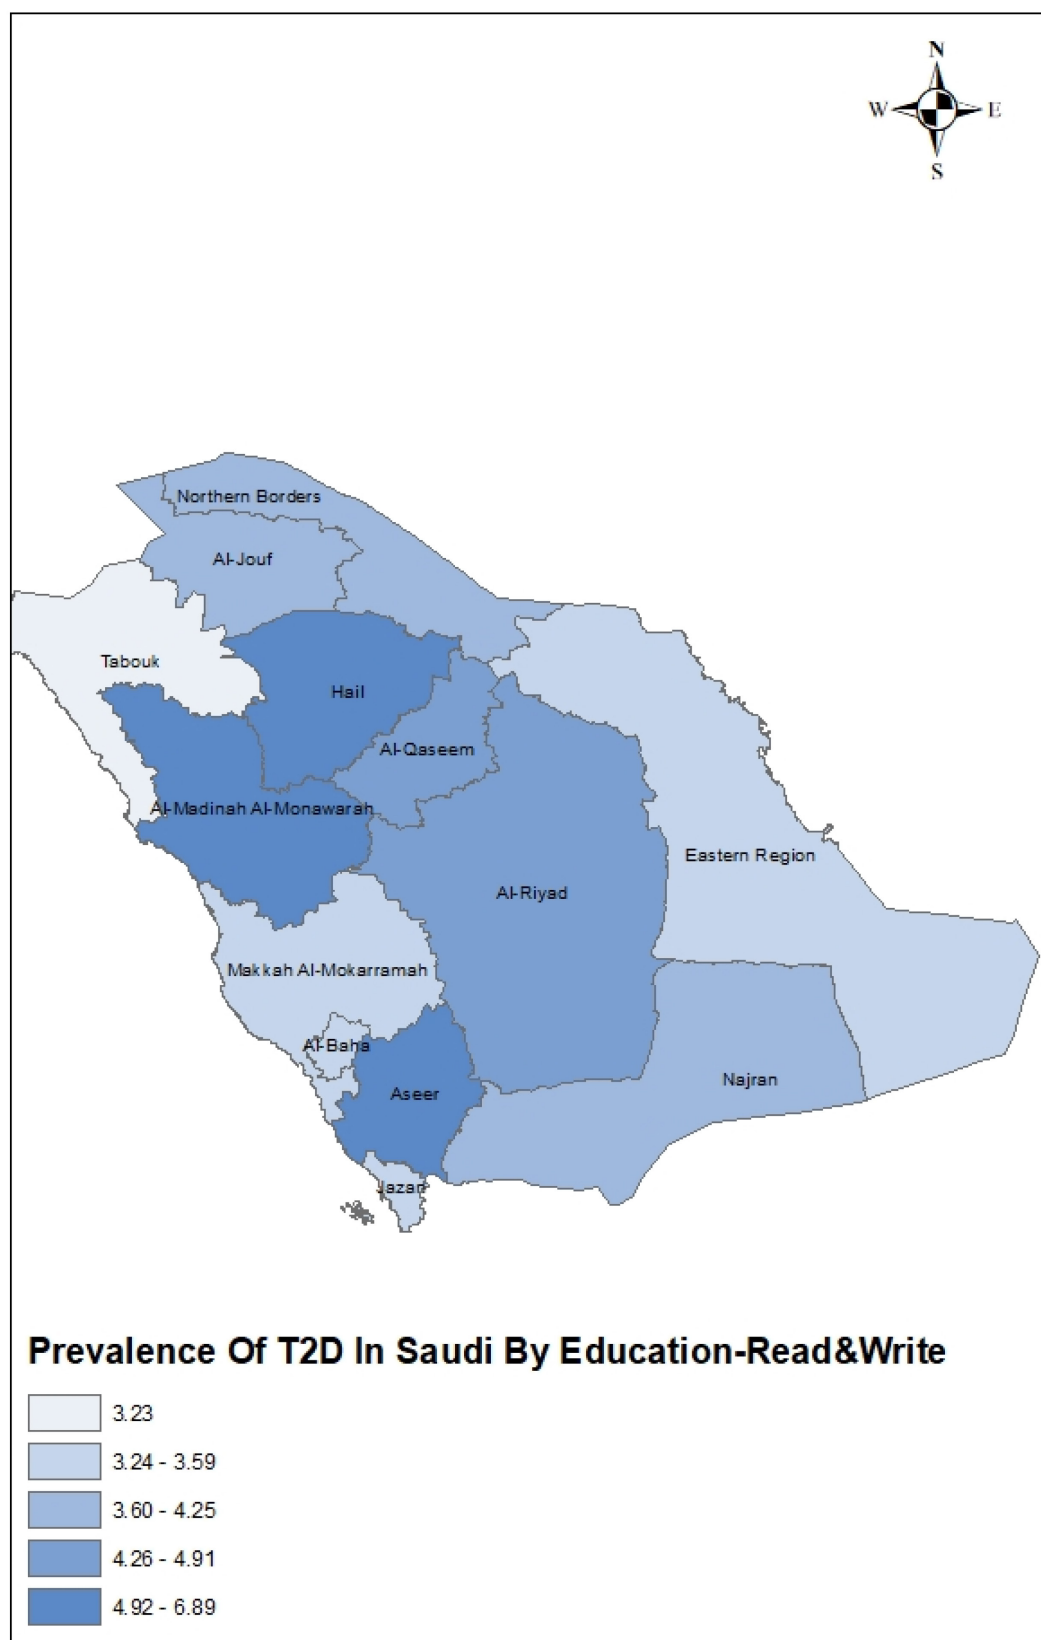 N
W E
S
Northern Borders
Al-Jouf
Tabouk
Hail
Al-Qaseem
Al-Madinah Al-Monawarah
Eastern Region
Al-Riyad
Makkah Al-Mokarramah
Al-Baha
Najran
Aseer
Jazan
Prevalence Of T2D In Saudi By Education-Read&Write
3.23
3.24 - 3.59
3.60 - 4.25
4.26 - 4.91
4.92 - 6.89